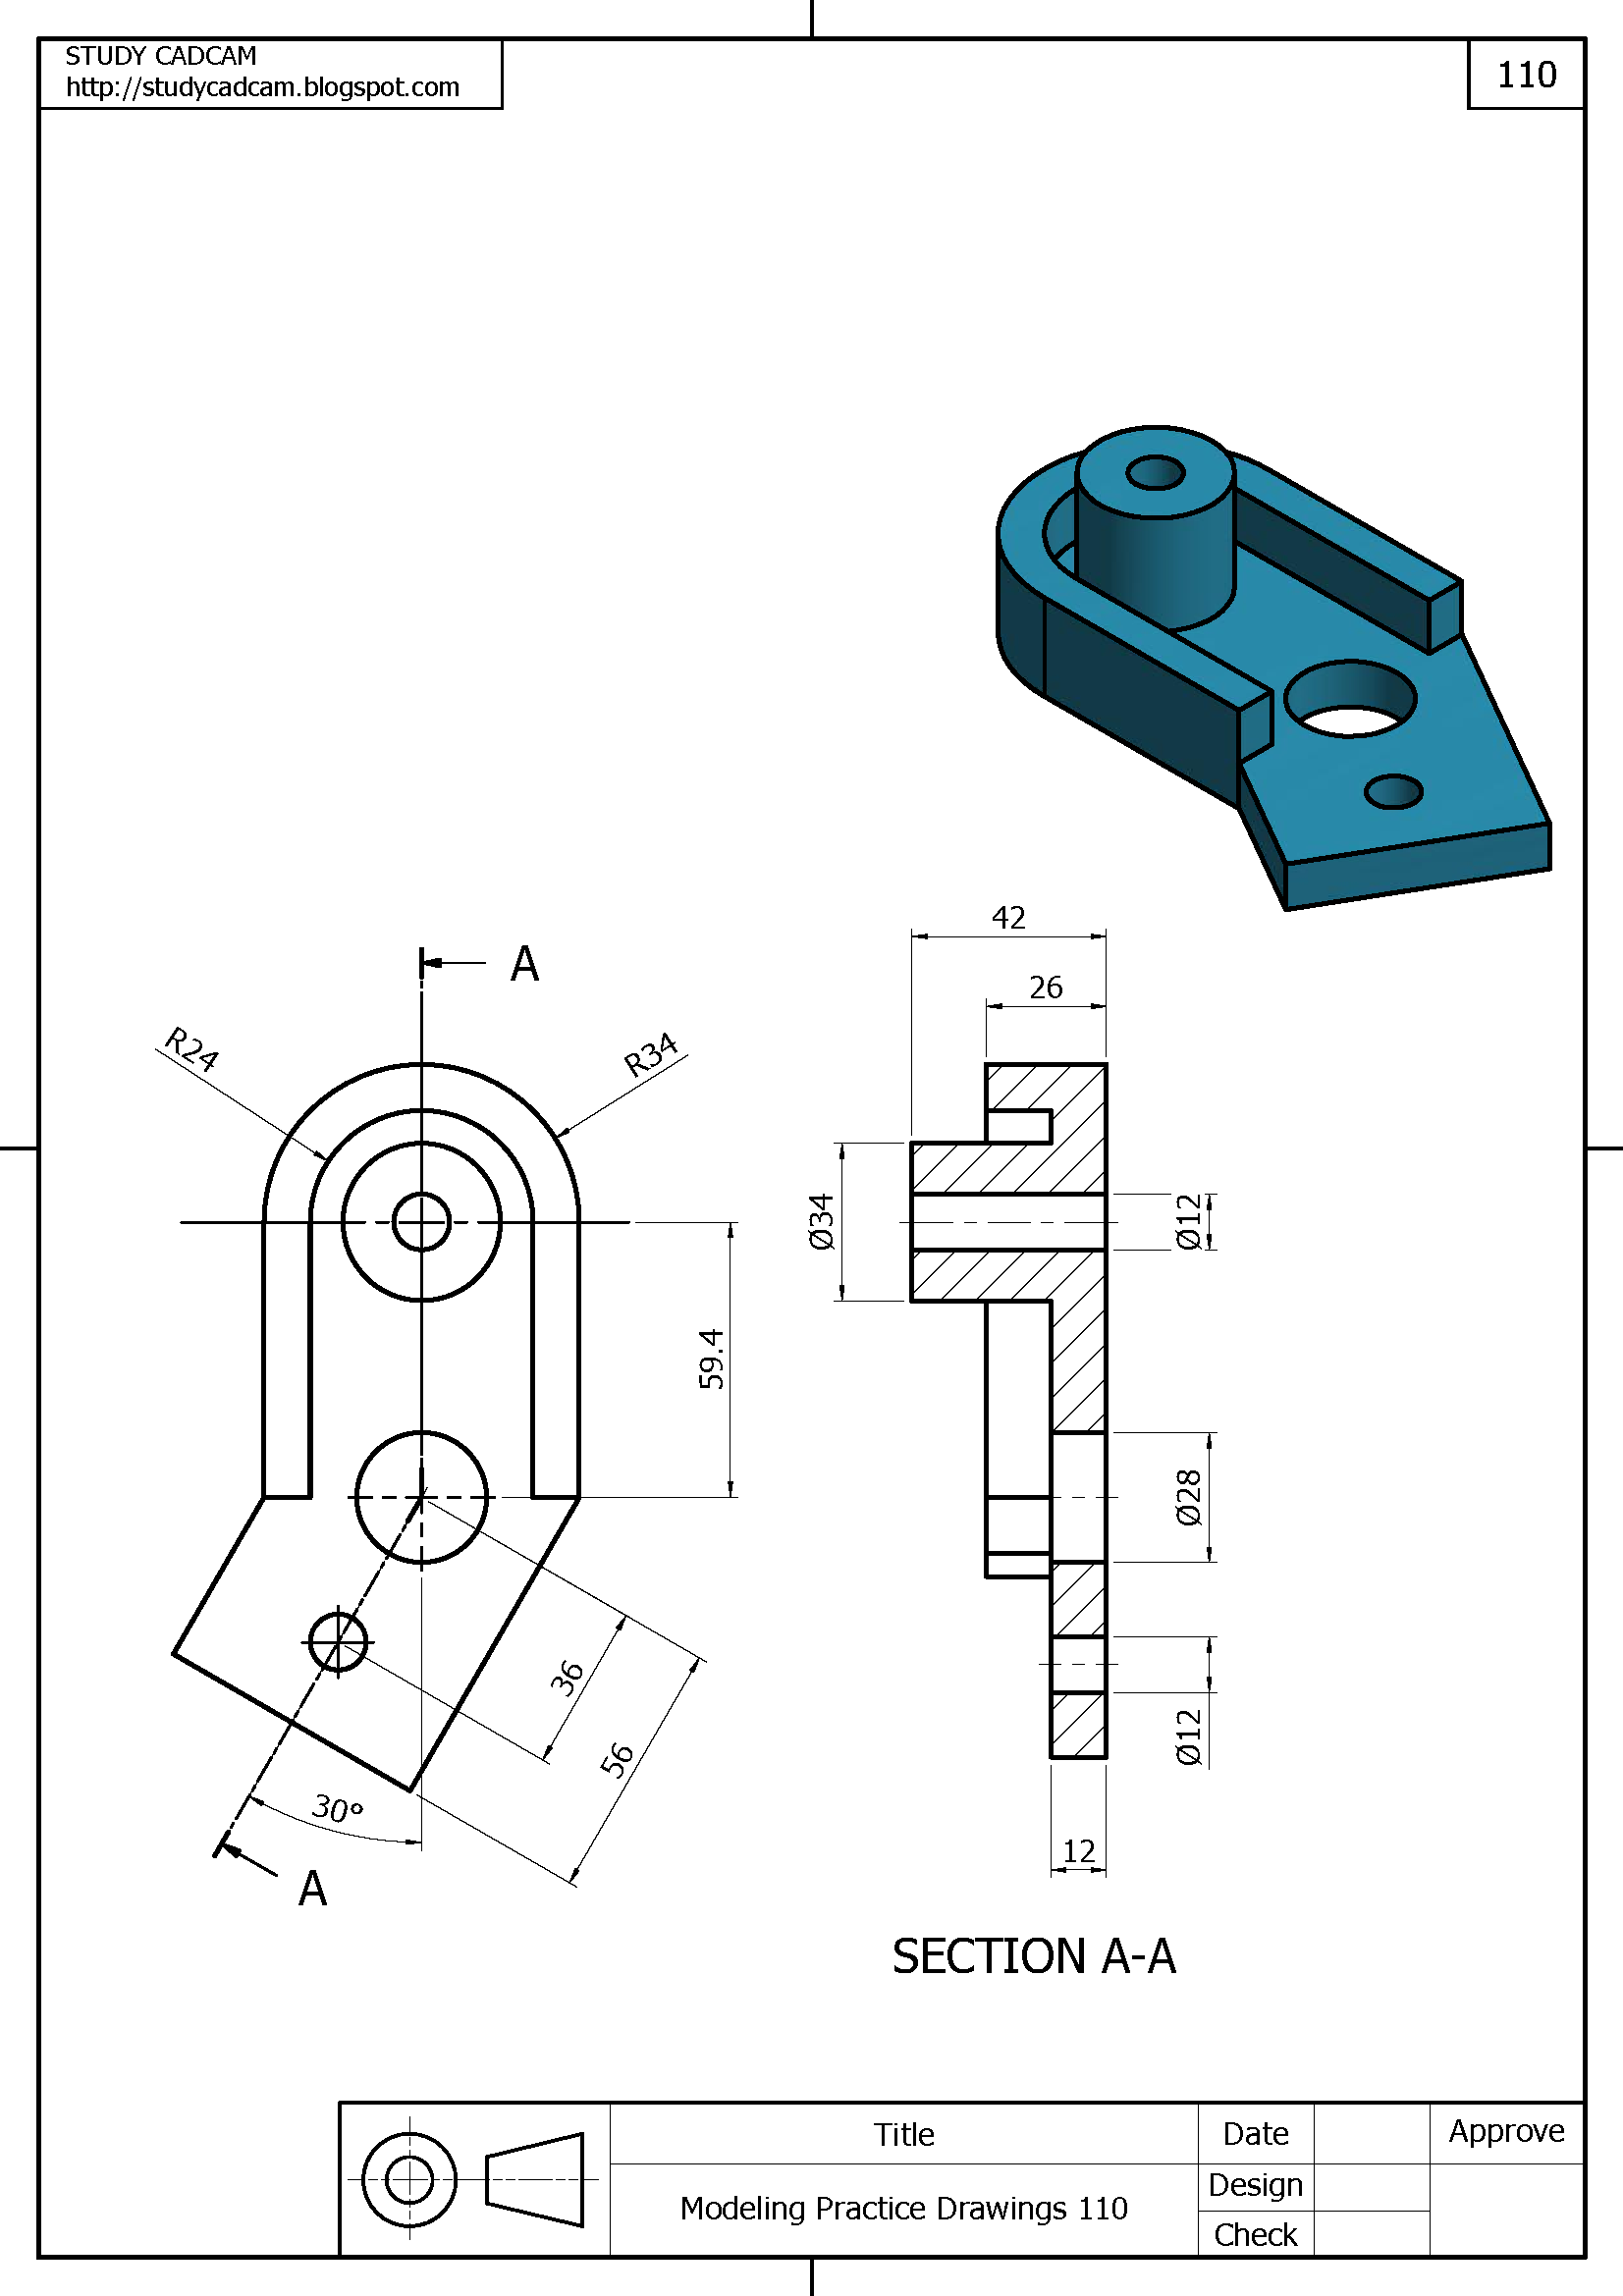 STUDY CADCAM
http://studycadcam.blogspot.com
110
42
26
A
R24
R34
Ø34
Ø12
59.4
Ø28
36
56
30°
Ø12
A
12
SECTION A-A
Title
Date
Approve
Modeling Practice Drawings 110
Design
Check